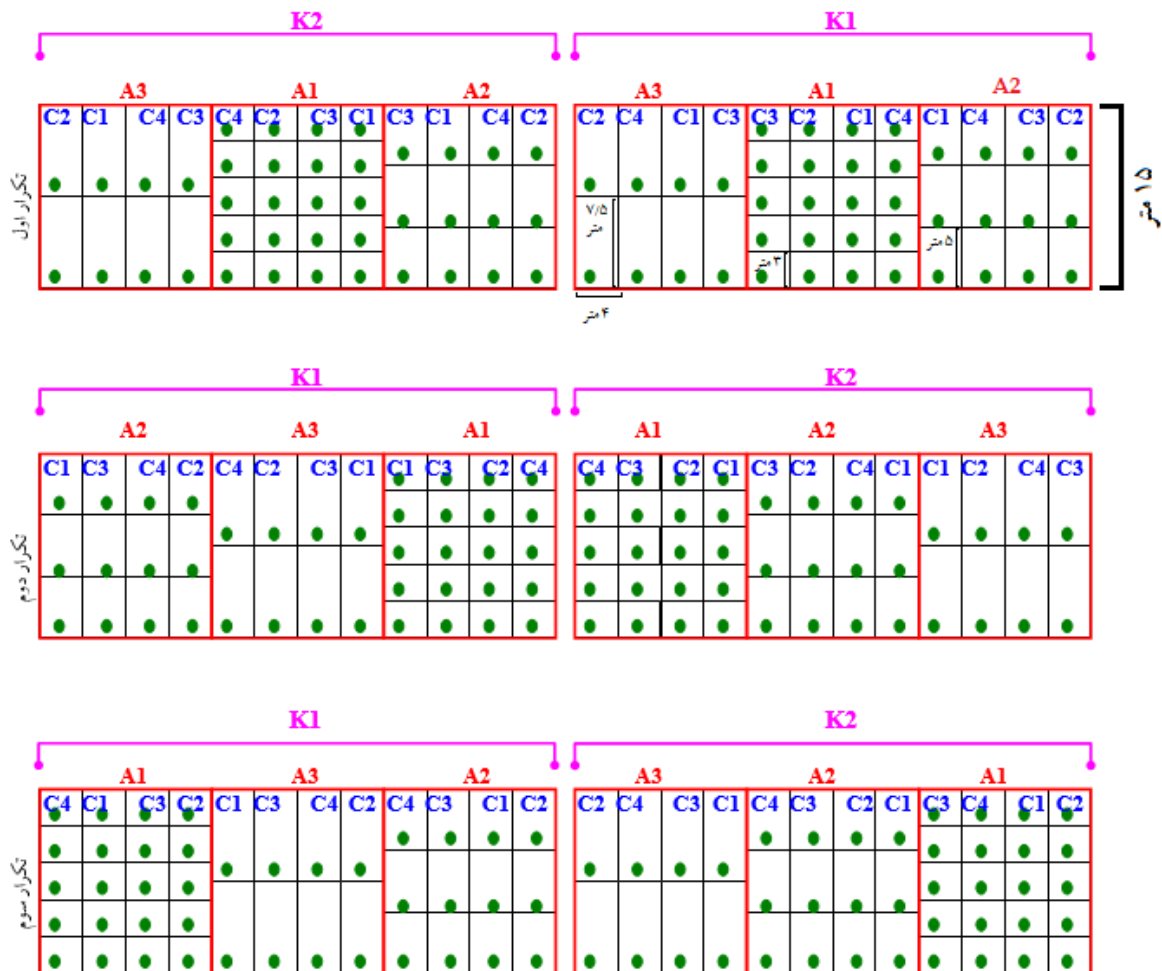 K2 K1
A3 A1 A2 A3 A1 A2
C2 C1 C4 C3 C4 C2 C3 C1 C3 C1 C4 C2 C2 C4 C1 C3 C3 C2 C1 C4 C1 C4 C3 C2
تکرار اول
۱۵ متر
۷/۵
متر
۳ متر
۵ متر
۴ متر
K1 K2
A2 A3 A1 A1 A2 A3
C1 C3 C4 C2 C4 C2 C3 C1 C1 C3 C2 C4 C4 C3 C2 C1 C3 C2 C4 C1 C1 C2 C4 C3
تکرار دوم
K1 K2
A1 A3 A2 A3 A2 A1
C4 C1 C3 C2 C1 C3 C4 C2 C4 C3 C1 C2 C2 C4 C3 C1 C4 C3 C2 C1 C3 C4 C1 C2
تکرار سوم